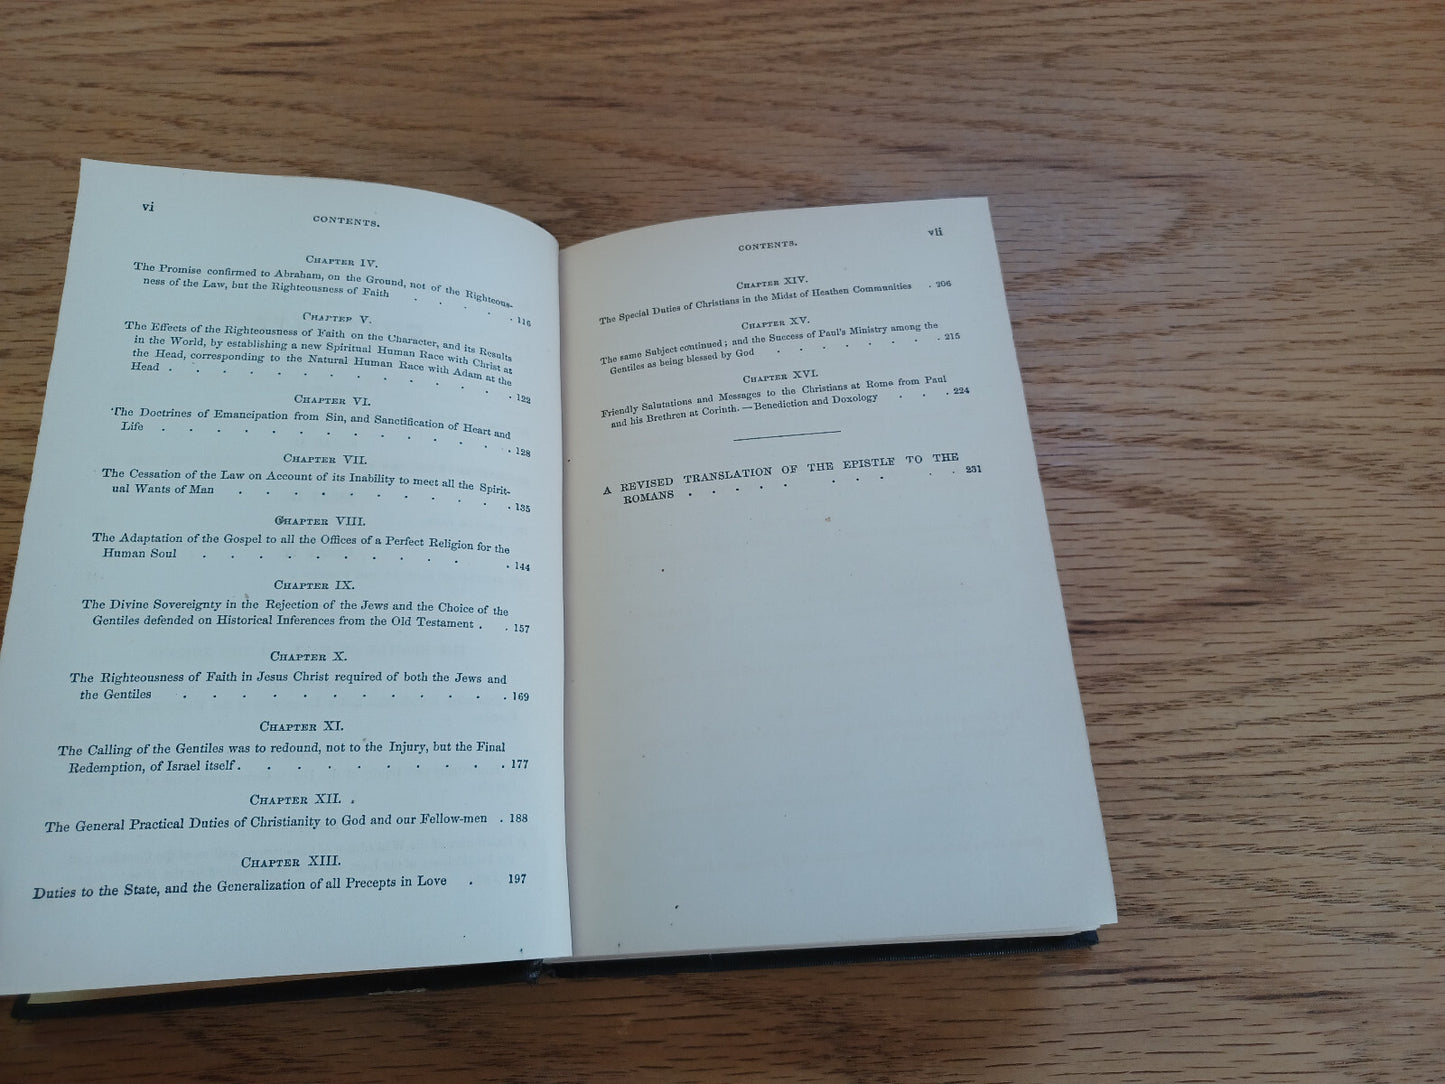 vi
CONTENTS.
CHAPTER IV.
The Promise confirmed to Abraham, on the Ground, not of the Righteous-
ness of the Law, but the Righteousness of Faith . . . . . 116
CHAPTER V.
The Effects of the Righteousness of Faith on the Character, and its Results
in the World, by establishing a new Spiritual Human Race with Christ at
the Head, corresponding to the Natural Human Race with Adam at the
Head . . . . . . . . . . . . . . 122
CHAPTER VI.
The Doctrines of Emancipation from Sin, and Sanctification of Heart and
Life . . . . . . . . . . . . . . 128
CHAPTER VII.
The Cessation of the Law on Account of its Inability to meet all the Spirit-
ual Wants of Man . . . . . . . . . . . 135
CHAPTER VIII.
The Adaptation of the Gospel to all the Offices of a Perfect Religion for the
Human Soul . . . . . . . . . . . 144
CHAPTER IX.
The Divine Sovereignty in the Rejection of the Jews and the Choice of the
Gentiles defended on Historical Inferences from the Old Testament . . 157
CHAPTER X.
The Righteousness of Faith in Jesus Christ required of both the Jews and
the Gentiles . . . . . . . . . . . . 169
CHAPTER XI.
The Calling of the Gentiles was to redound, not to the Injury, but the Final
Redemption, of Israel itself . . . . . . . . . . 177
CHAPTER XII.
The General Practical Duties of Christianity to God and our Fellow-men . 188
CHAPTER XIII.
Duties to the State, and the Generalization of all Precepts in Love . 197
CONTENTS.
vii
CHAPTER XIV.
The Special Duties of Christians in the Midst of Heathen Communities . 206
CHAPTER XV.
The same Subject continued; and the Success of Paul's Ministry among the
Gentiles as being blessed by God . . . . . . . . 215
CHAPTER XVI.
Friendly Salutations and Messages to the Christians at Rome from Paul
and his Brethren at Corinth. — Benediction and Doxology . . . 224
A REVISED TRANSLATION OF THE EPISTLE TO THE
ROMANS . . . . . . . . . . 231